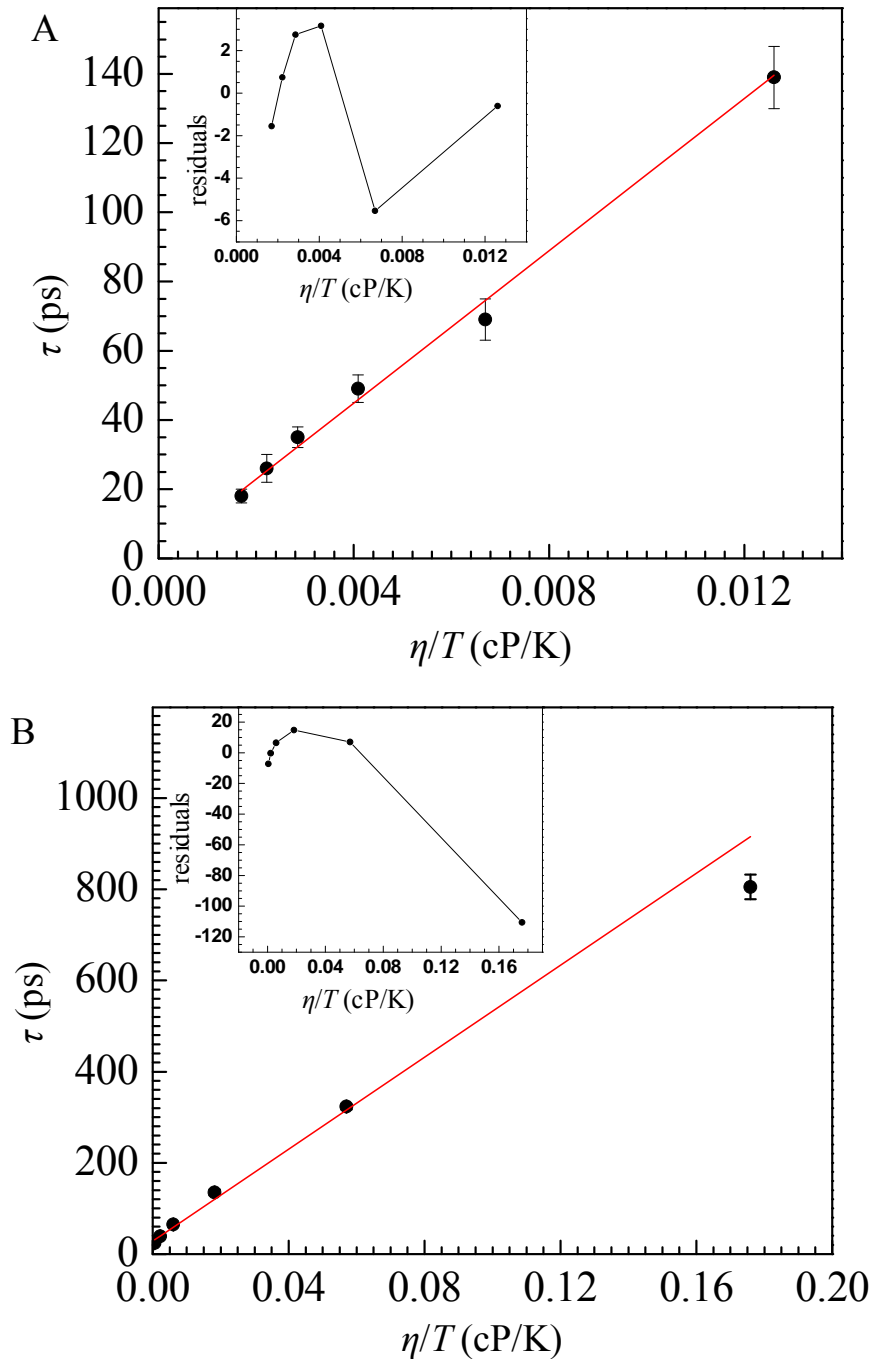 A
140
120
100
80
60
40
20
0
τ (ps)
0.000 0.004 0.008 0.012
η/T (cP/K)
2
0
-2
-4
-6
residuals
0.000 0.004 0.008 0.012
η/T (cP/K)
B
1000
800
600
400
200
0
τ (ps)
0.00 0.04 0.08 0.12 0.16 0.20
η/T (cP/K)
20
0
-20
-40
-60
-80
-100
-120
residuals
0.00 0.04 0.08 0.12 0.16
η/T (cP/K)